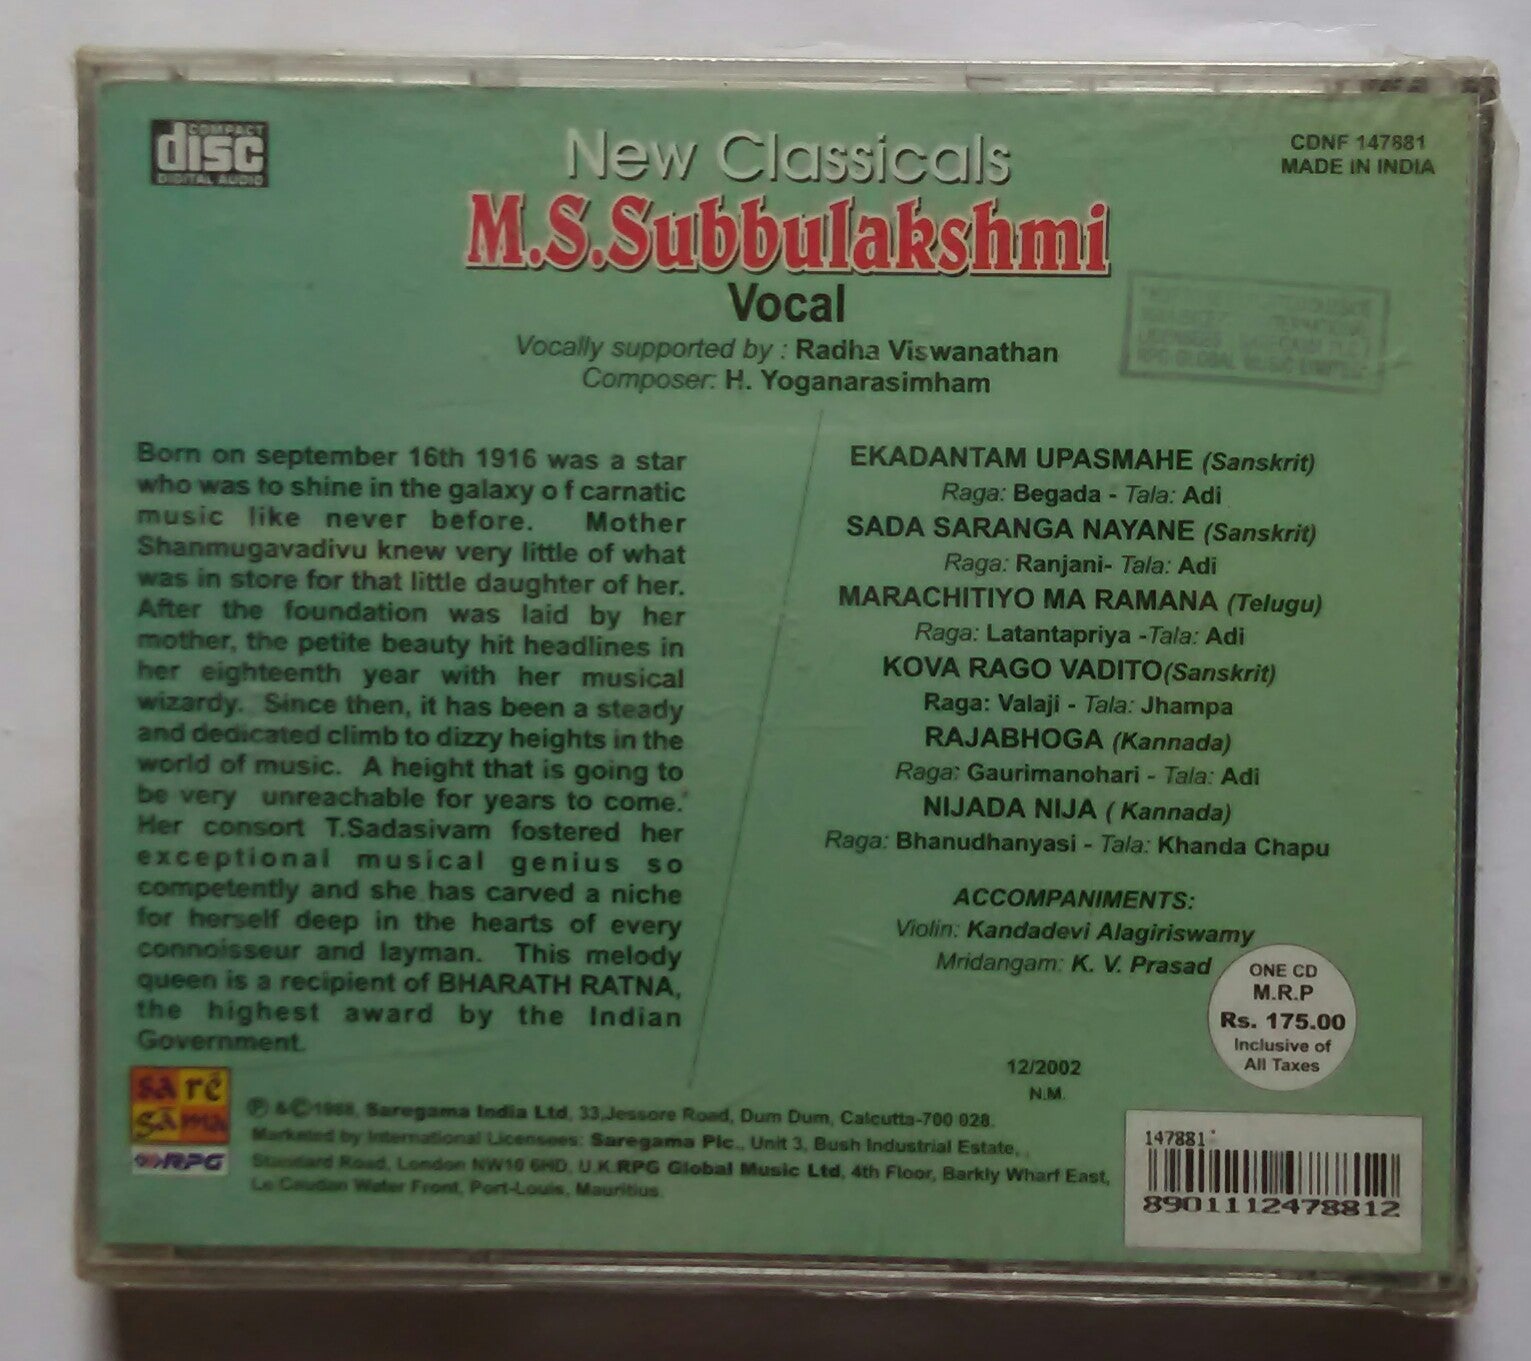 COMPACT
disc
DIGITAL AUDIO
New Classicals
M.S.Subbulakshmi
Vocal
Vocally supported by : Radha Viswanathan
Composer: H. Yoganarasimham
CDNF 147881
MADE IN INDIA
RPG GLOBAL
Born on september 16th 1916 was a star
who was to shine in the galaxy o f carnatic
music like never before. Mother
Shanmugavadivu knew very little of what
was in store for that little daughter of her.
After the foundation was laid by her
mother, the petite beauty hit headlines in
her eighteenth year with her musical
wizardy. Since then, it has been a steady
and dedicated climb to dizzy heights in the
world of music. A height that is going to
be very unreachable for years to come.
Her consort T.Sadasivam fostered her
exceptional musical genius so
competently and she has carved a niche
for herself deep in the hearts of every
connoisseur and layman. This melody
queen is a recipient of BHARATH RATNA,
the highest award by the Indian
Government.
EKADANTAM UPASMAHE (Sanskrit)
Raga: Begada - Tala: Adi
SADA SARANGA NAYANE (Sanskrit)
Raga: Ranjani- Tala: Adi
MARACHITIYO MA RAMANA (Telugu)
Raga: Latantapriya -Tala: Adi
KOVA RAGO VADITO(Sanskrit)
Raga: Valaji - Tala: Jhampa
RAJABHOGA (Kannada)
Raga: Gaurimanohari - Tala: Adi
NIJADA NIJA ( Kannada)
Raga: Bhanudhanyasi - Tala: Khanda Chapu
ACCOMPANIMENTS:
Violin: Kandadevi Alagiriswamy
Mridangam: K. V. Prasad
ONE CD
M.R.P
Rs. 175.00
Inclusive of
All Taxes
12/2002
N.M.
sa re
ga ma
RPG
℗ &©1988, Saregama India Ltd, 33,Jessore Road, Dum Dum, Calcutta-700 028.
Marketed by International Licensees: Saregama Plc., Unit 3, Bush Industrial Estate,
Standard Road, London NW10 6HD, U.K.RPG Global Music Ltd, 4th Floor, Barkly Wharf East,
Le Caudan Water Front, Port-Louis, Mauritius.
147881
8901112478812